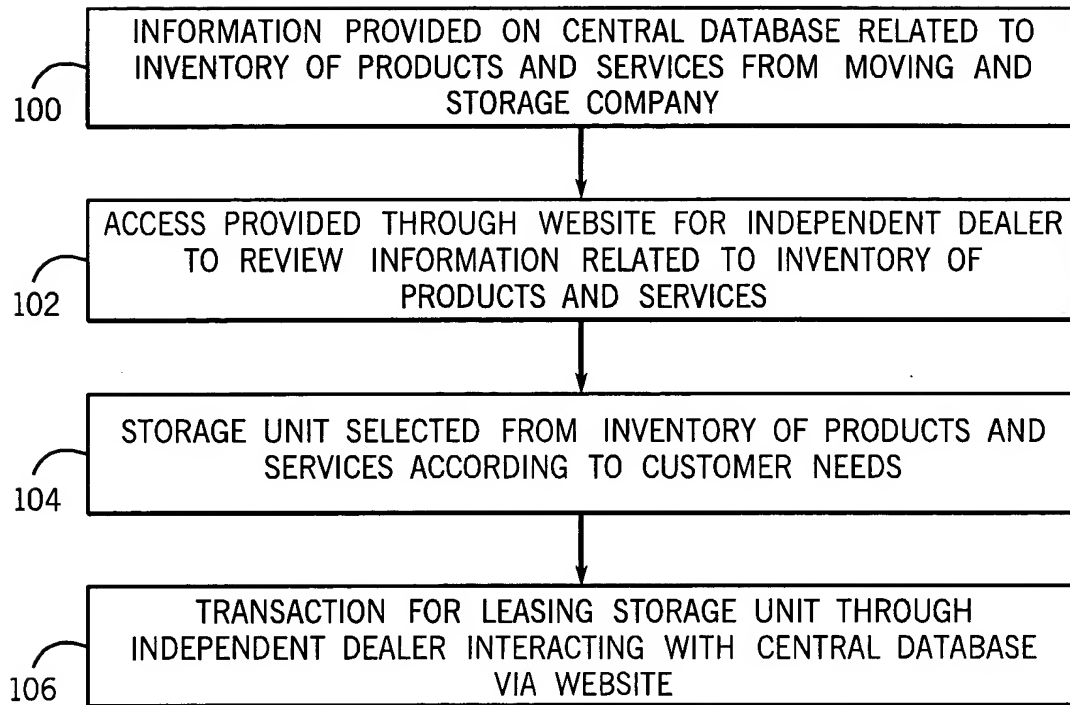 INFORMATION PROVIDED ON CENTRAL DATABASE RELATED TO
INVENTORY OF PRODUCTS AND SERVICES FROM MOVING AND
STORAGE COMPANY
100
ACCESS PROVIDED THROUGH WEBSITE FOR INDEPENDENT DEALER
TO REVIEW INFORMATION RELATED TO INVENTORY OF
PRODUCTS AND SERVICES
102
STORAGE UNIT SELECTED FROM INVENTORY OF PRODUCTS AND
SERVICES ACCORDING TO CUSTOMER NEEDS
104
TRANSACTION FOR LEASING STORAGE UNIT THROUGH
INDEPENDENT DEALER INTERACTING WITH CENTRAL DATABASE
VIA WEBSITE
106